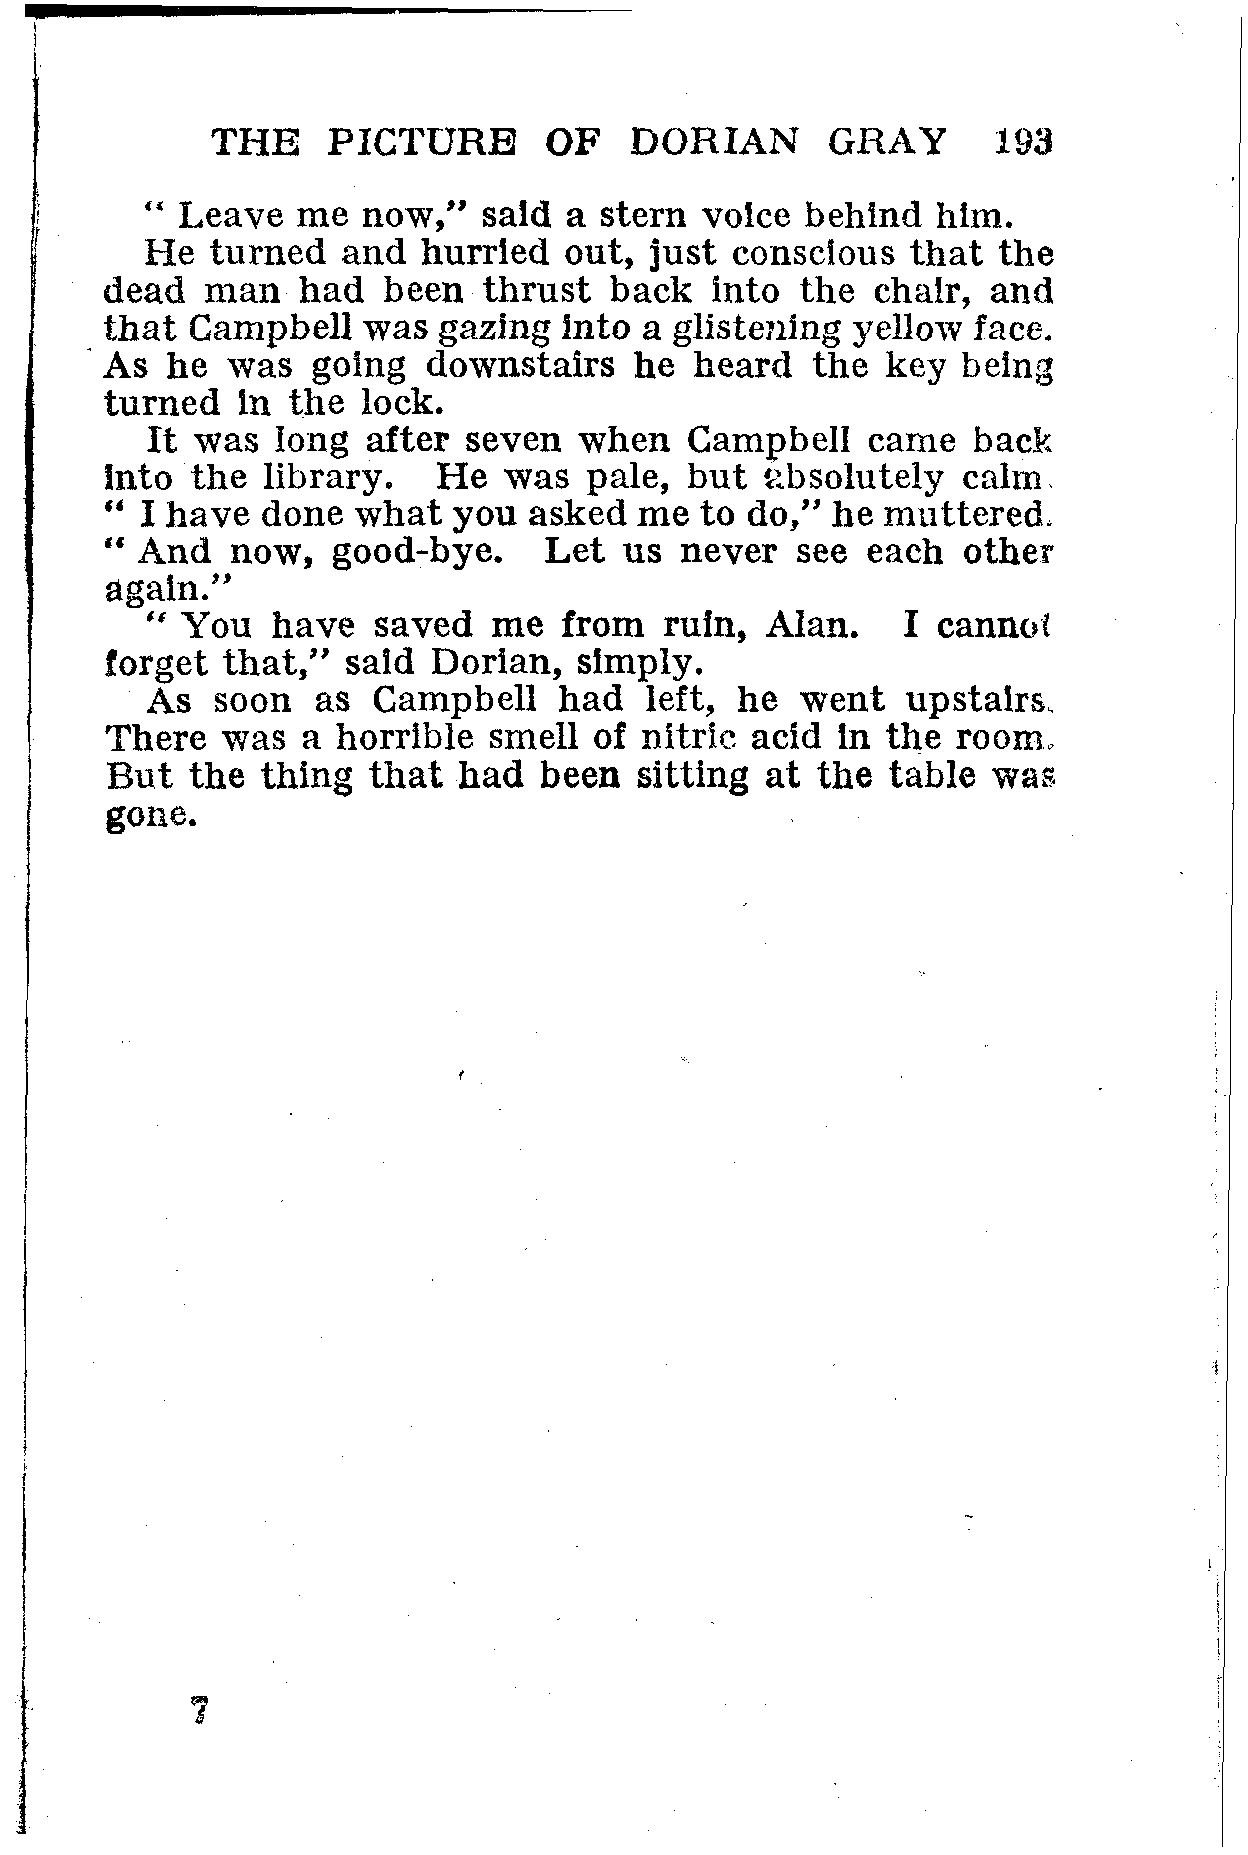 THE PICTURE OF DORIAN GRAY 193
“ Leave me now,” said a stern voice behind him.
He turned and hurried out, just conscious that the
dead man had been thrust back into the chair, and
that Campbell was gazing into a glistening yellow face.
As he was going downstairs he heard the key being
turned in the lock.
It was long after seven when Campbell came back
into the library. He was pale, but absolutely calm.
“ I have done what you asked me to do,” he muttered.
“ And now, good-bye. Let us never see each other
again.”
“ You have saved me from ruin, Alan. I cannot
forget that,” said Dorian, simply.
As soon as Campbell had left, he went upstairs.
There was a horrible smell of nitric acid in the room.
But the thing that had been sitting at the table was
gone.
7